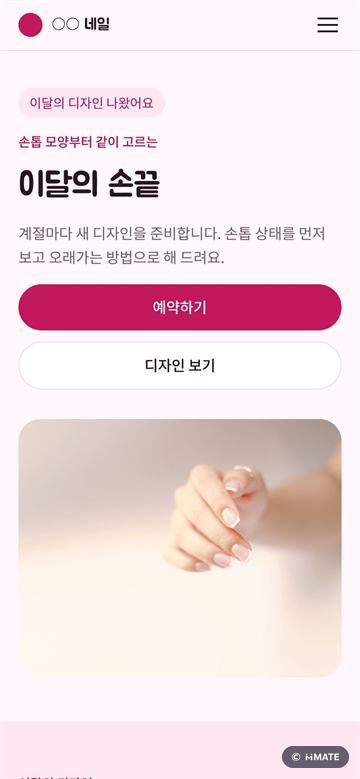 ○○ 네일
이달의 디자인 나왔어요
손톱 모양부터 같이 고르는
이달의 손끝
계절마다 새 디자인을 준비합니다. 손톱 상태를 먼저
보고 오래가는 방법으로 해 드려요.
예약하기
디자인 보기
© HMATE